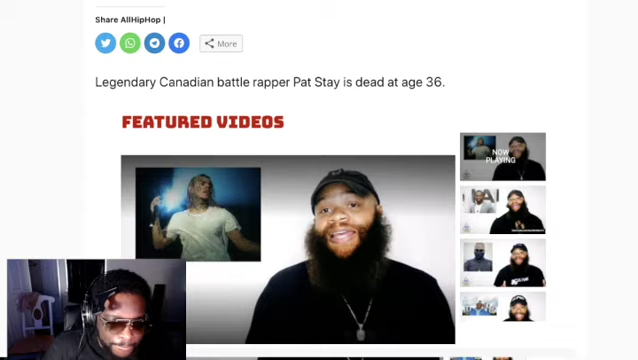 Share AllHipHop |
More
Legendary Canadian battle rapper Pat Stay is dead at age 36.
FEATURED VIDEOS
NOW
PLAYING